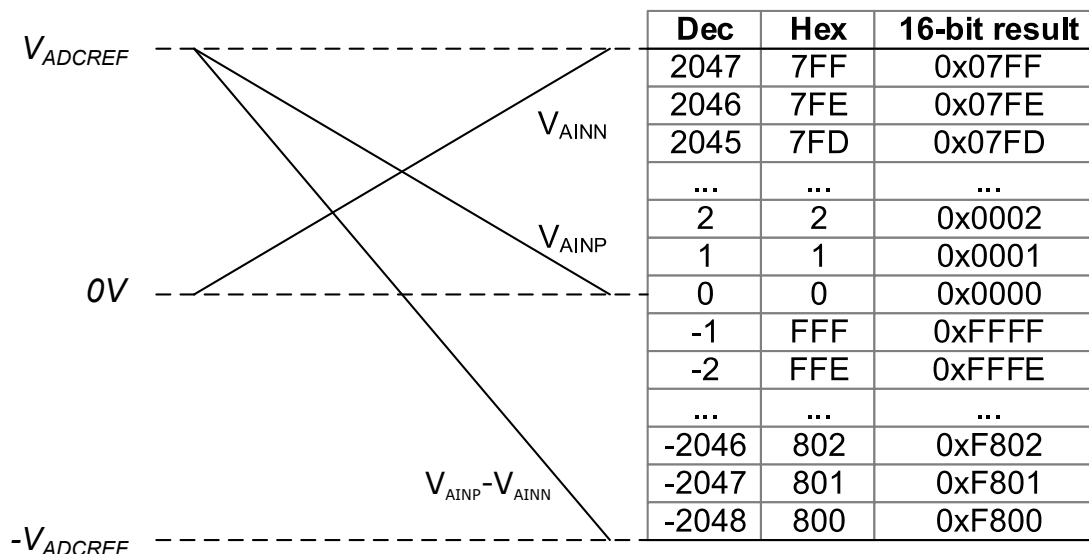 Dec Hex 16-bit result
V_ADCREF
2047 7FF 0x07FF
2046 7FE 0x07FE
V_AINN
2045 7FD 0x07FD
... ... ...
2 2 0x0002
V_AINP
1 1 0x0001
0V
0 0 0x0000
-1 FFF 0xFFFF
-2 FFE 0xFFFE
... ... ...
-2046 802 0xF802
V_AINP-V_AINN
-2047 801 0xF801
-2048 800 0xF800
-V_ADCREF